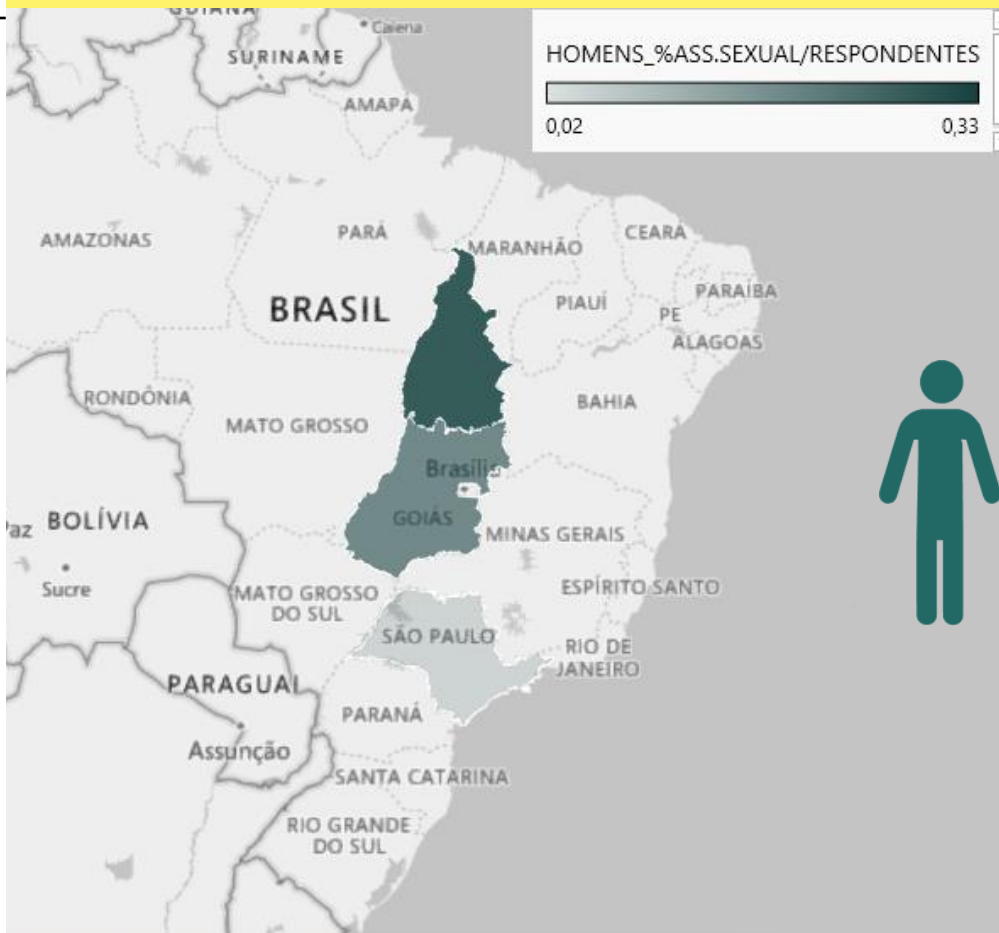 GUIANA
Caiena
SURINAME
HOMENS_%ASS.SEXUAL/RESPONDENTES
0,02 0,33
AMAPÁ
AMAZONAS
PARÁ
MARANHÃO
CEARÁ
BRASIL
PIAUÍ
PARAÍBA
PE
ALAGOAS
RONDÔNIA
MATO GROSSO
BAHIA
Brasília
GOIÁS
az BOLÍVIA
MINAS GERAIS
Sucre
MATO GROSSO
DO SUL
ESPÍRITO SANTO
SÃO PAULO
RIO DE
JANEIRO
PARAGUAI
PARANÁ
Assunção
SANTA CATARINA
RIO GRANDE
DO SUL